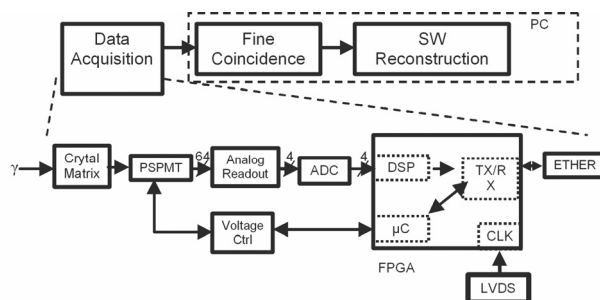 Data
Acquisition
Fine
Coincidence
SW
Reconstruction
PC
γ
Crytal
Matrix
PSPMT
64
Analog
Readout
4
ADC
4
DSP
TX/R
X
ETHER
Voltage
Ctrl
µC
CLK
FPGA
LVDS